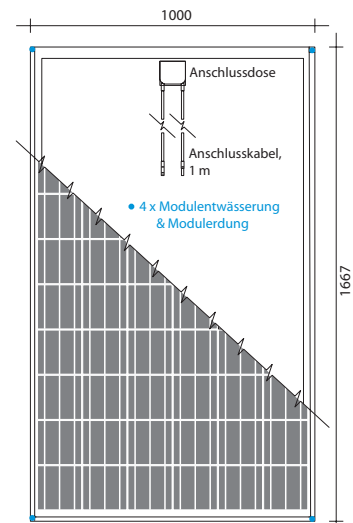 1000
Anschlussdose
Anschlusskabel,
1 m
• 4 x Modulentwässerung
& Modulerdung
1667